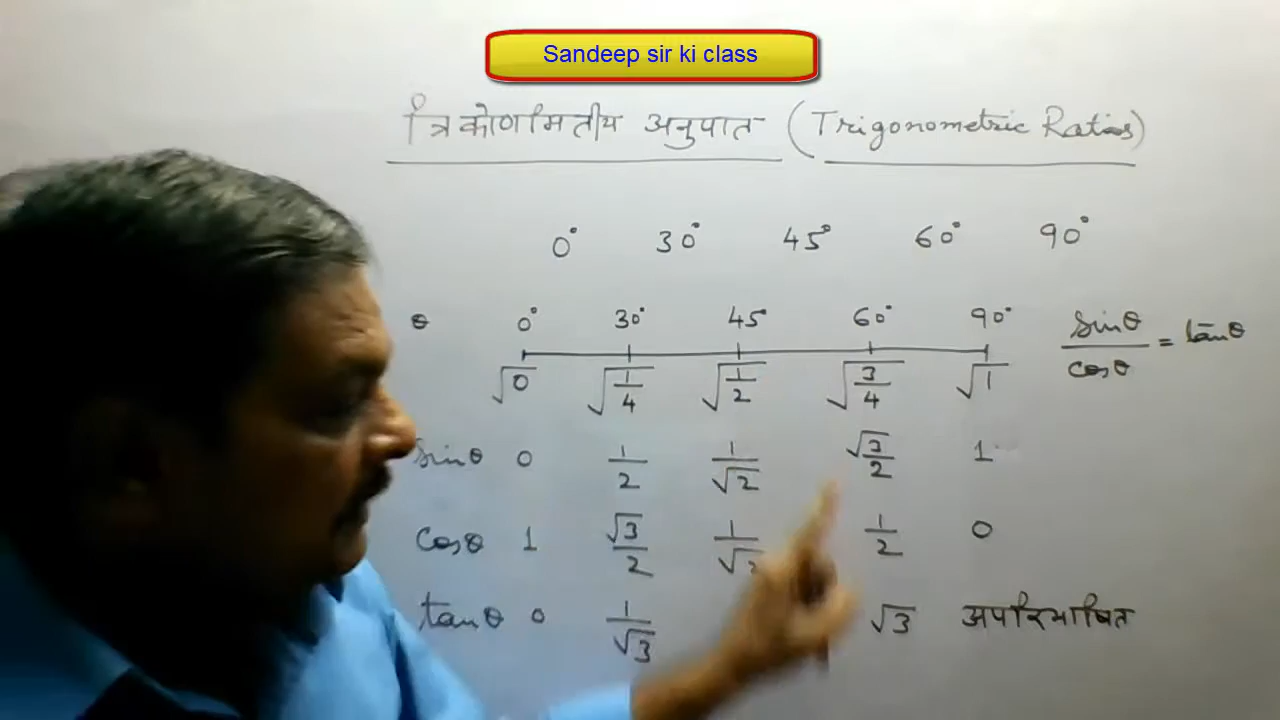 Sandeep sir ki class
त्रिकोणमितीय अनुपात (Trigonometric Ratios)
0° 30° 45° 60° 90°
θ 0° 30° 45° 60° 90° sinθ/cosθ = tanθ
√0 √1/4 √1/2 √3/4 √1
sinθ 0 1/2 1/√2 √3/2 1
cosθ 1 √3/2 1/√2 1/2 0
tanθ 0 1/√3 √3 अपरिभाषित